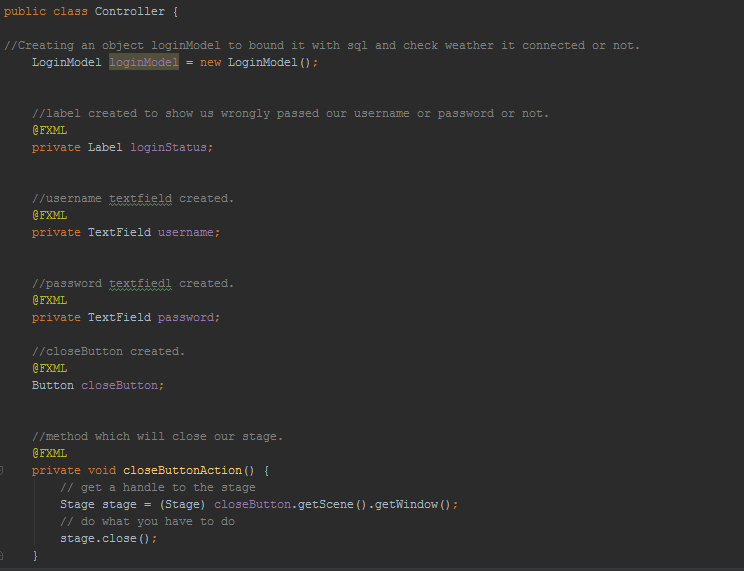 public class Controller {
//Creating an object loginModel to bound it with sql and check weather it connected or not.
LoginModel loginModel = new LoginModel();
//label created to show us wrongly passed our username or password or not.
@FXML
private Label loginStatus;
//username textfield created.
@FXML
private TextField username;
//password textfiedl created.
@FXML
private TextField password;
//closeButton created.
@FXML
Button closeButton;
//method which will close our stage.
@FXML
private void closeButtonAction() {
// get a handle to the stage
Stage stage = (Stage) closeButton.getScene().getWindow();
// do what you have to do
stage.close();
}